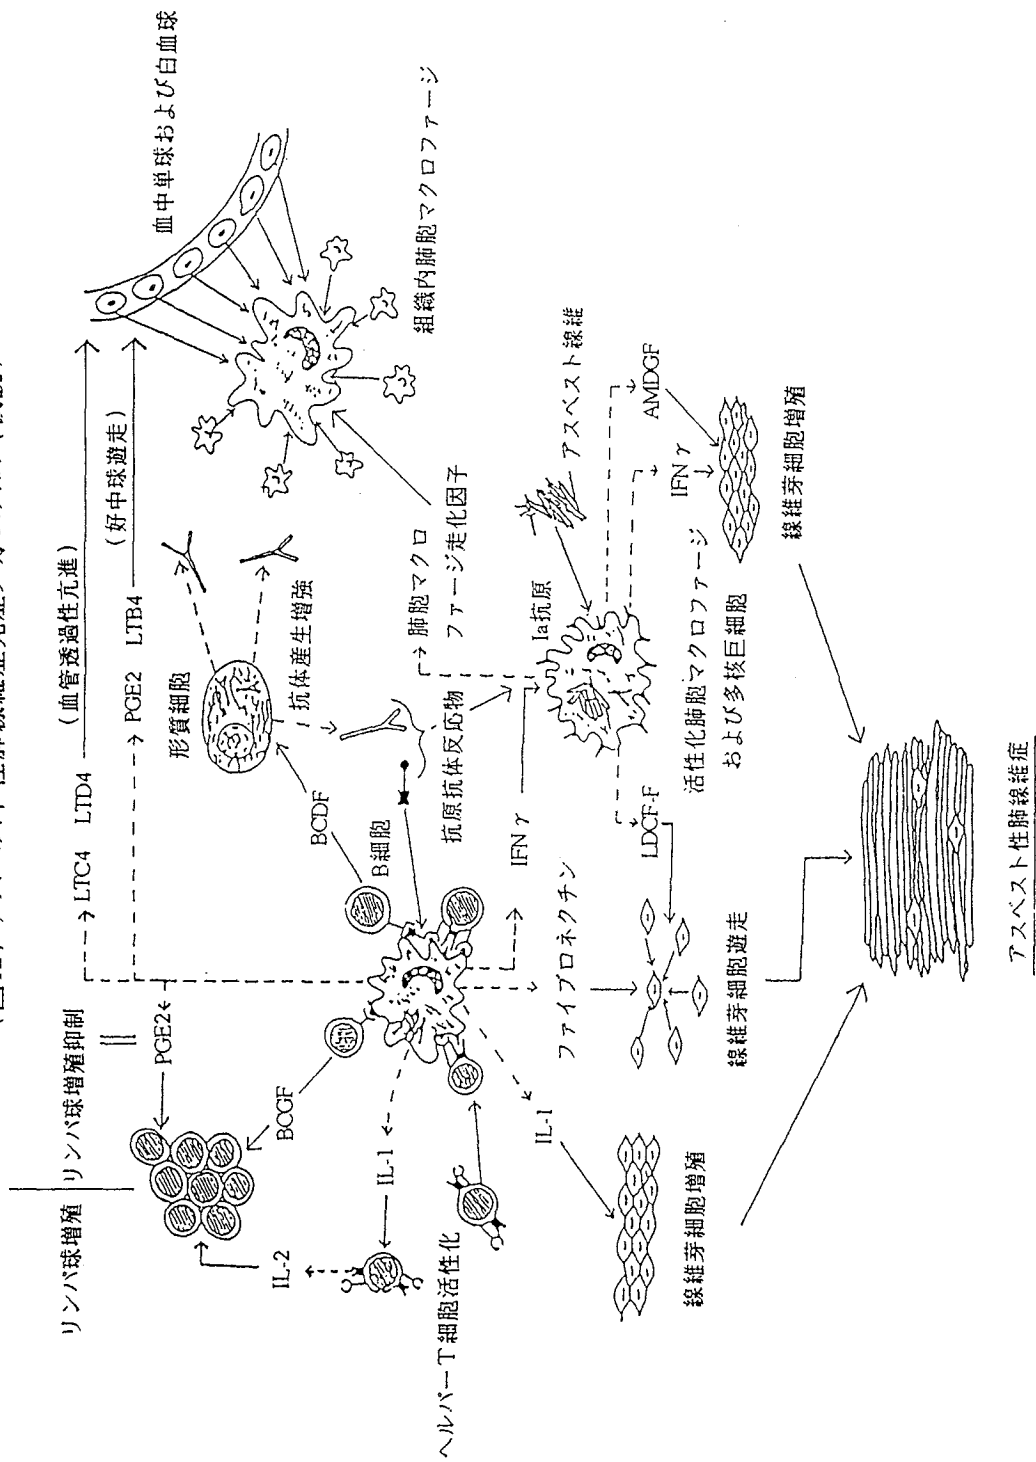 リンパ球増殖
リンパ球増殖抑制
LTC4 LTD4 (血管透過性亢進)
PGE2 LTB4 (好中球遊走)
血中単球および白血球
PGE2
IL-2
BCGF
BCDF
形質細胞
抗体産生増強
B細胞
IL-1
ヘルパーT細胞活性化
抗原抗体反応物
肺胞マクロ
ファージ走化因子
組織内肺胞マクロファージ
IFNγ
Ia抗原
アスベスト線維
ファイブロネクチン
IL-1
LDCF-F
活性化肺胞マクロファージ
および多核巨細胞
IFNγ
AMDGF
線維芽細胞増殖
線維芽細胞遊走
線維芽細胞増殖
アスベスト性肺線維症